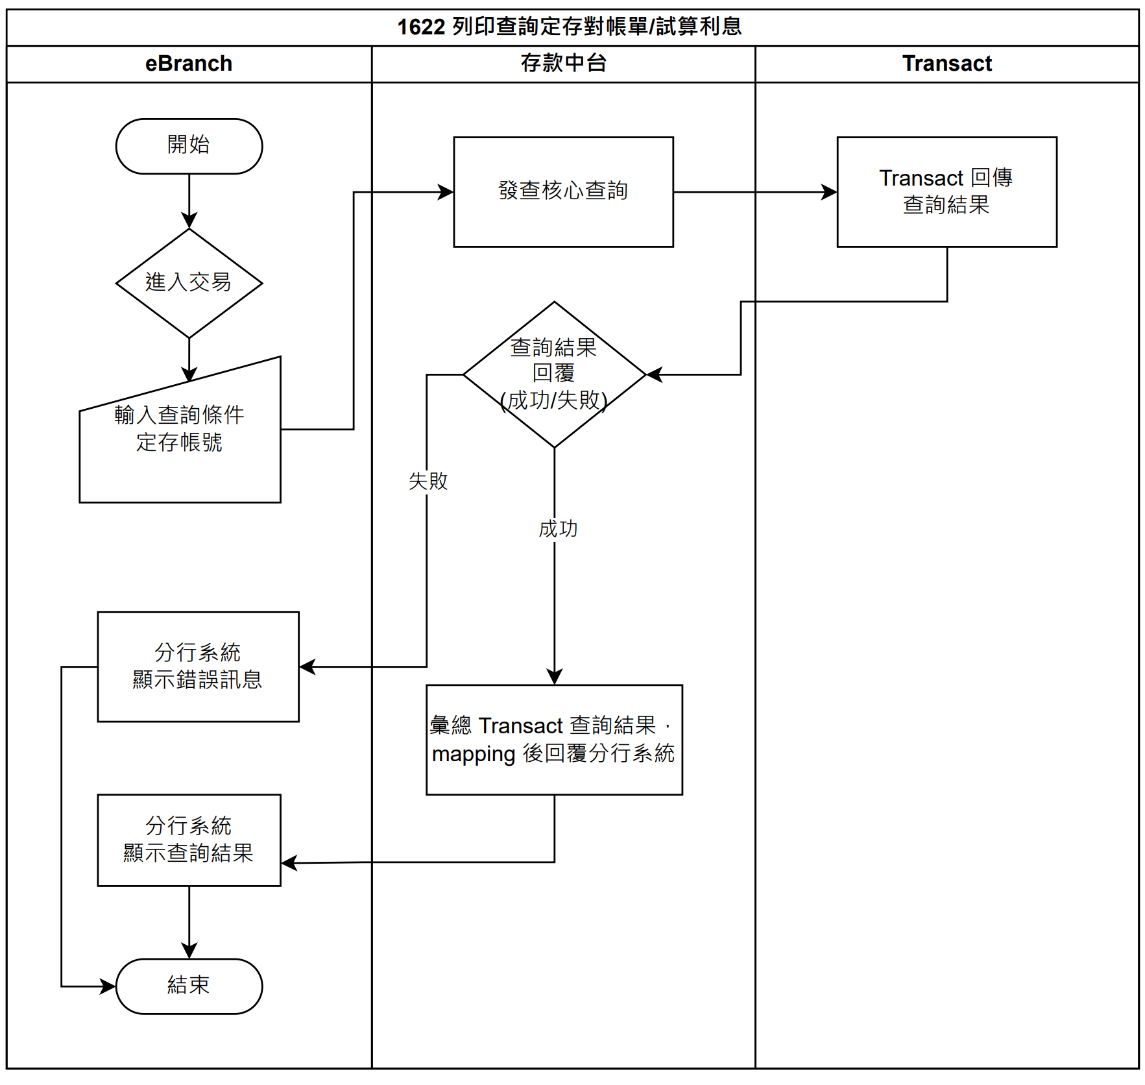 1622 列印查詢定存對帳單/試算利息
eBranch
存款中台
Transact
開始
進入交易
輸入查詢條件
定存帳號
發查核心查詢
Transact 回傳
查詢結果
查詢結果
回覆
(成功/失敗)
失敗
成功
分行系統
顯示錯誤訊息
彙總 Transact 查詢結果，
mapping 後回覆分行系統
分行系統
顯示查詢結果
結束